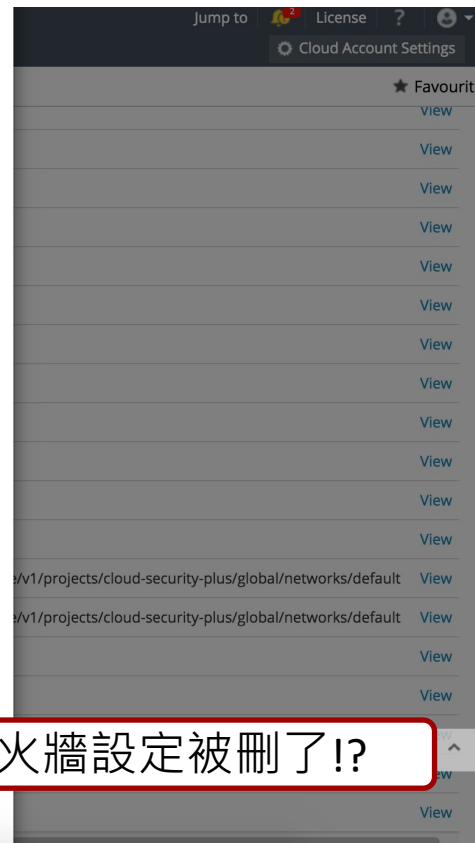 Jump to 2 License ?
Cloud Account Settings
Favourit
View
View
View
View
View
View
View
View
View
View
View
View
e/v1/projects/cloud-security-plus/global/networks/default View
e/v1/projects/cloud-security-plus/global/networks/default View
View
View
火牆設定被刪了!?
View